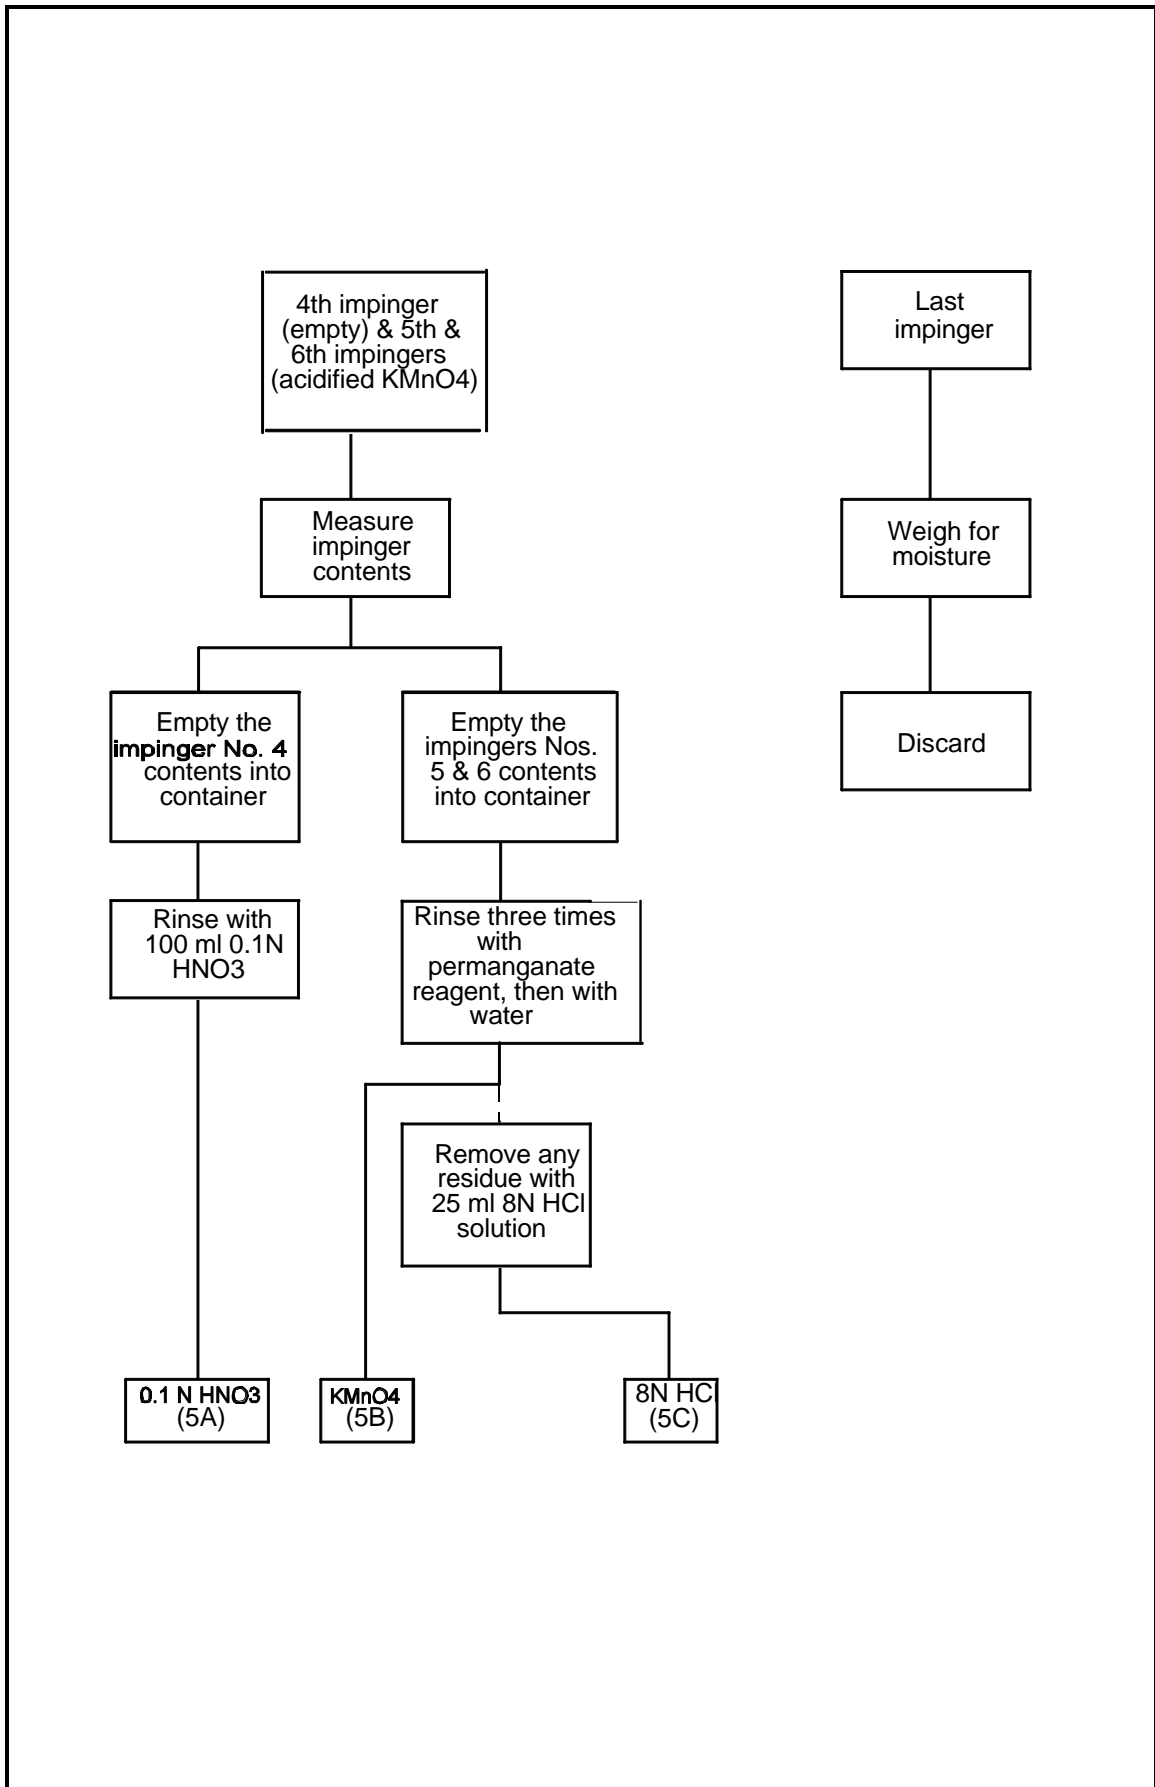 4th impinger
(empty) & 5th &
6th impingers
(acidified KMnO4)
Last
impinger
Measure
impinger
contents
Weigh for
moisture
Empty the
impinger No. 4
contents into
container
Empty the
impingers Nos.
5 & 6 contents
into container
Discard
Rinse with
100 ml 0.1N
HNO3
Rinse three times
with
permanganate
reagent, then with
water
Remove any
residue with
25 ml 8N HCl
solution
0.1 N HNO3
(5A)
KMnO4
(5B)
8N HCl
(5C)